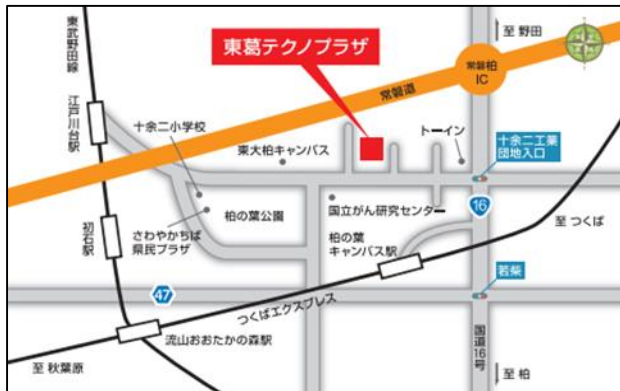 東武野田線
江戸川台駅
十余二小学校
東葛テクノプラザ
常磐道
常磐柏
IC
至 野田
東大柏キャンパス
トーイン
十余二工業
団地入口
初石駅
さわやかちば
県民プラザ
柏の葉公園
国立がん研究センター
16
柏の葉
キャンパス駅
至 つくば
47
つくばエクスプレス
若柴
流山おおたかの森駅
国道16号
至 秋葉原
至 柏